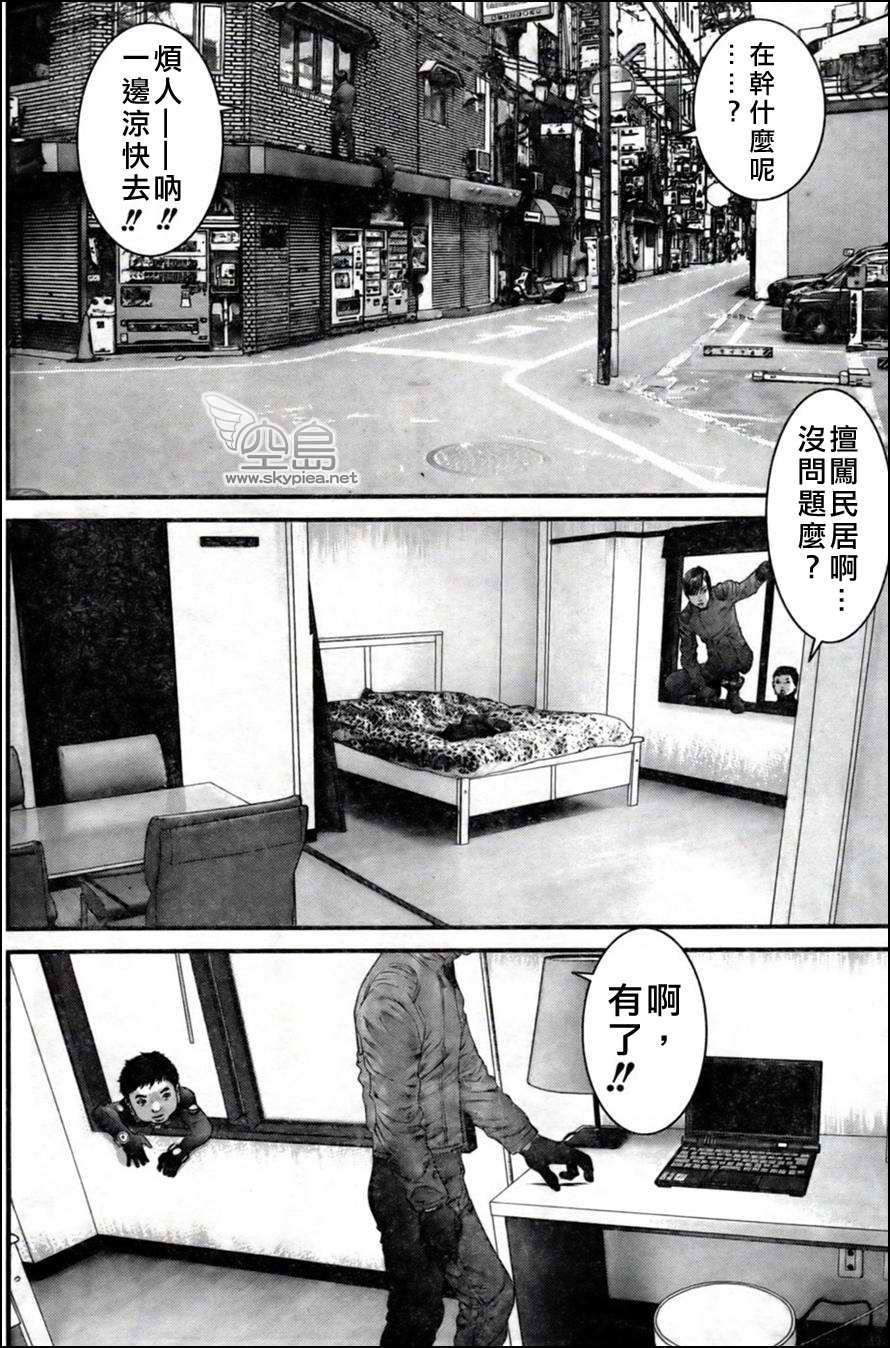 在幹什麼呢
……？
煩人——吶!!
一邊涼快去!!
空島
www.skypiea.net
擅闖民居啊…
沒問題麼？
啊，
有了!!